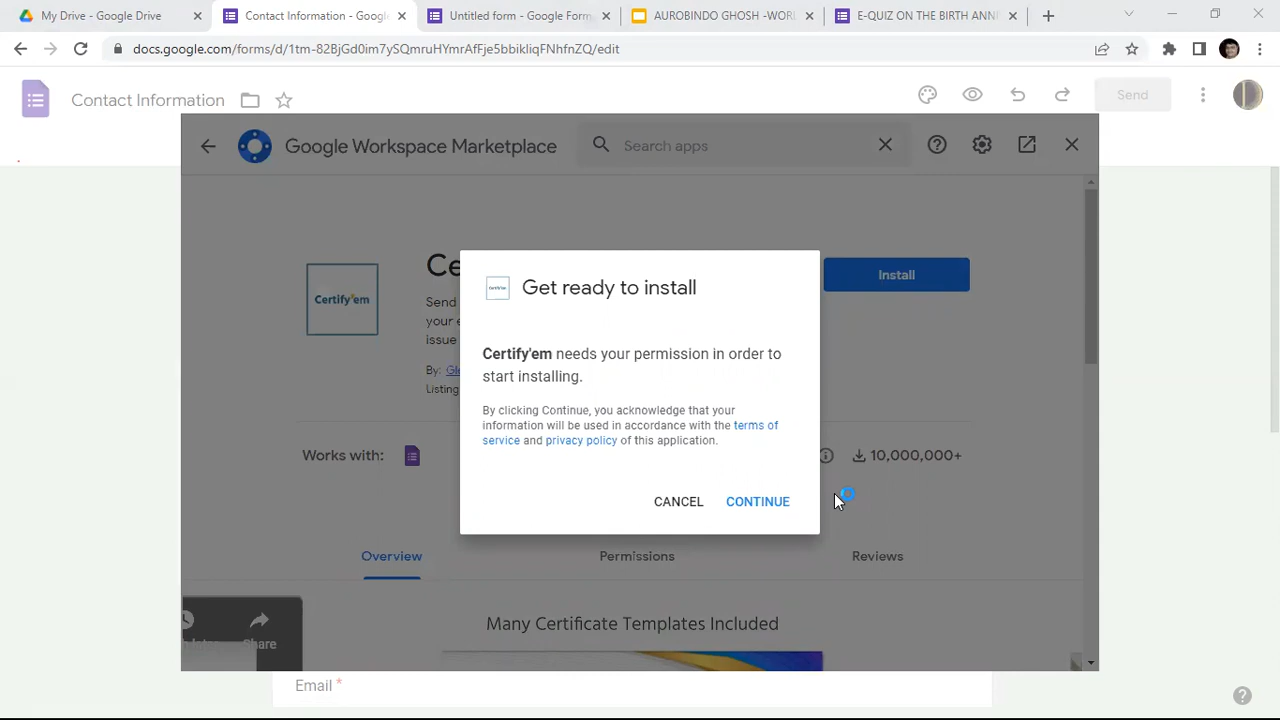 My Drive - Google Drive
Contact Information - Goog
Untitled form - Google Form
AUROBINDO GHOSH -WORL
E-QUIZ ON THE BIRTH ANN
docs.google.com/forms/d/1tm-82BjGd0im7ySQmruHYmrAfFje5bbikliqFNhfnZQ/edit
Contact Information
Send
Google Workspace Marketplace
Search apps
Ce
Install
Certify'em
Send
your e
issue
By: Gle
Listing
Get ready to install
Certify'em needs your permission in order to
start installing.
By clicking Continue, you acknowledge that your
information will be used in accordance with the terms of
service and privacy policy of this application.
CANCEL
CONTINUE
Works with:
10,000,000+
Overview
Permissions
Reviews
Share
Many Certificate Templates Included
Email *